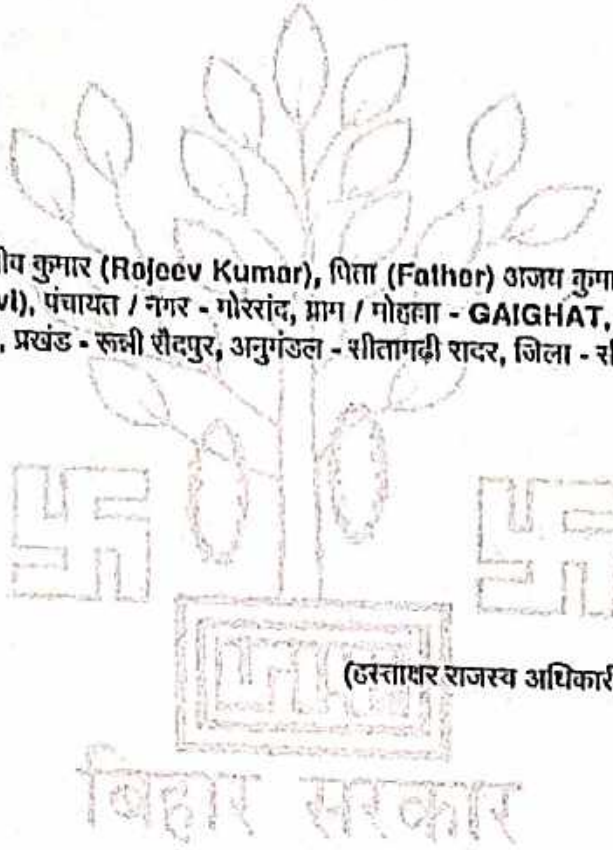 ीव कुमार (Rajeev Kumar), पिता (Father) अजय कुमा
vi), पंचायत / नगर - मोरसंड, ग्राम / मोहल्ला - GAIGHAT,
, प्रखंड - रून्नी सैदपुर, अनुमंडल - सीतामढ़ी सदर, जिला - सी
(हस्ताक्षर राजस्व अधिकारी
बिहार सरकार